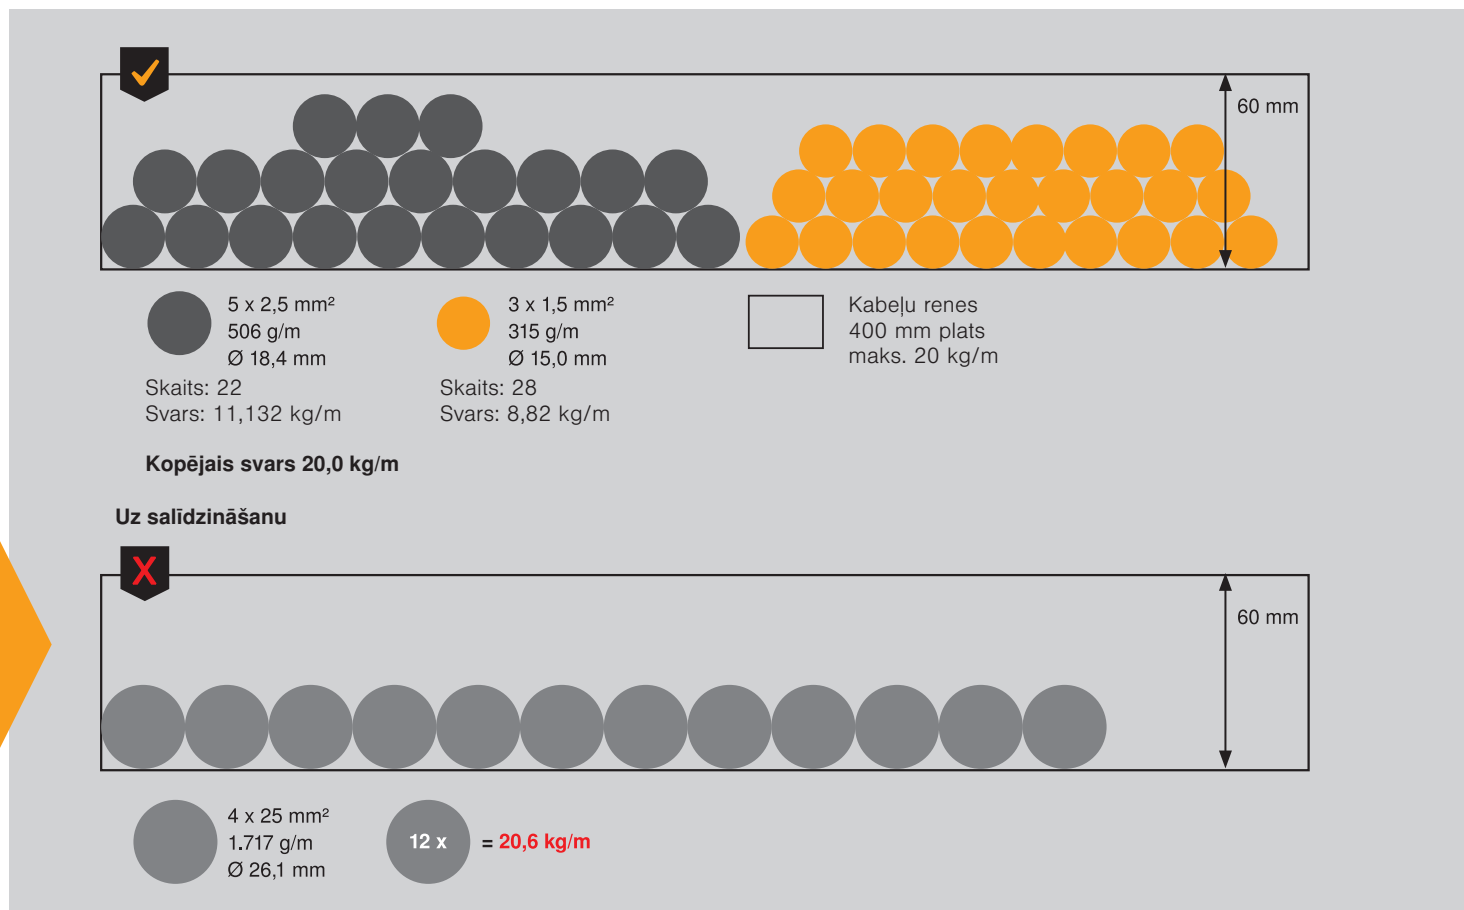 60 mm
5 x 2,5 mm²
506 g/m
Ø 18,4 mm
Skaits: 22
Svars: 11,132 kg/m
3 x 1,5 mm²
315 g/m
Ø 15,0 mm
Skaits: 28
Svars: 8,82 kg/m
Kabeļu renes
400 mm plats
maks. 20 kg/m
Kopējais svars 20,0 kg/m
Uz salīdzināšanu
X
60 mm
4 x 25 mm²
1.717 g/m
Ø 26,1 mm
12 x = 20,6 kg/m